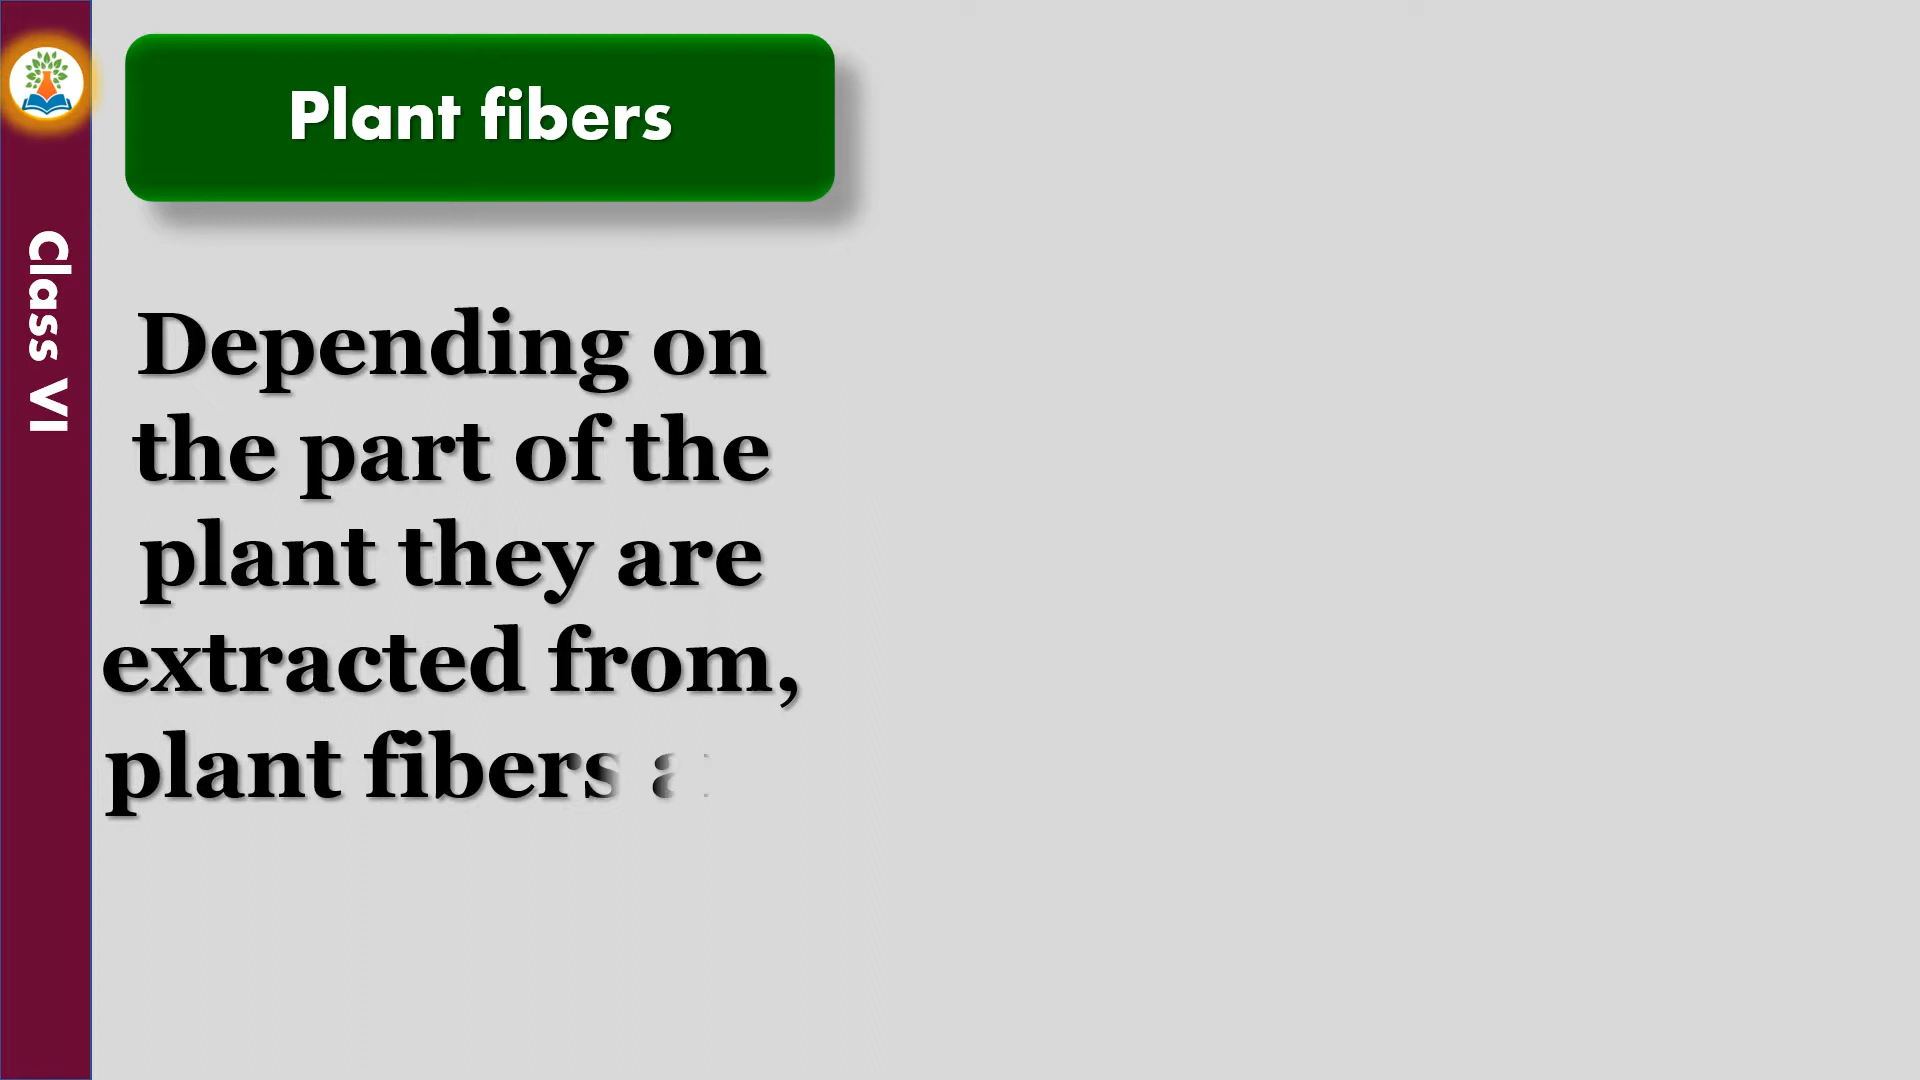 Plant fibers
Class VI
Depending on
the part of the
plant they are
extracted from,
plant fibers